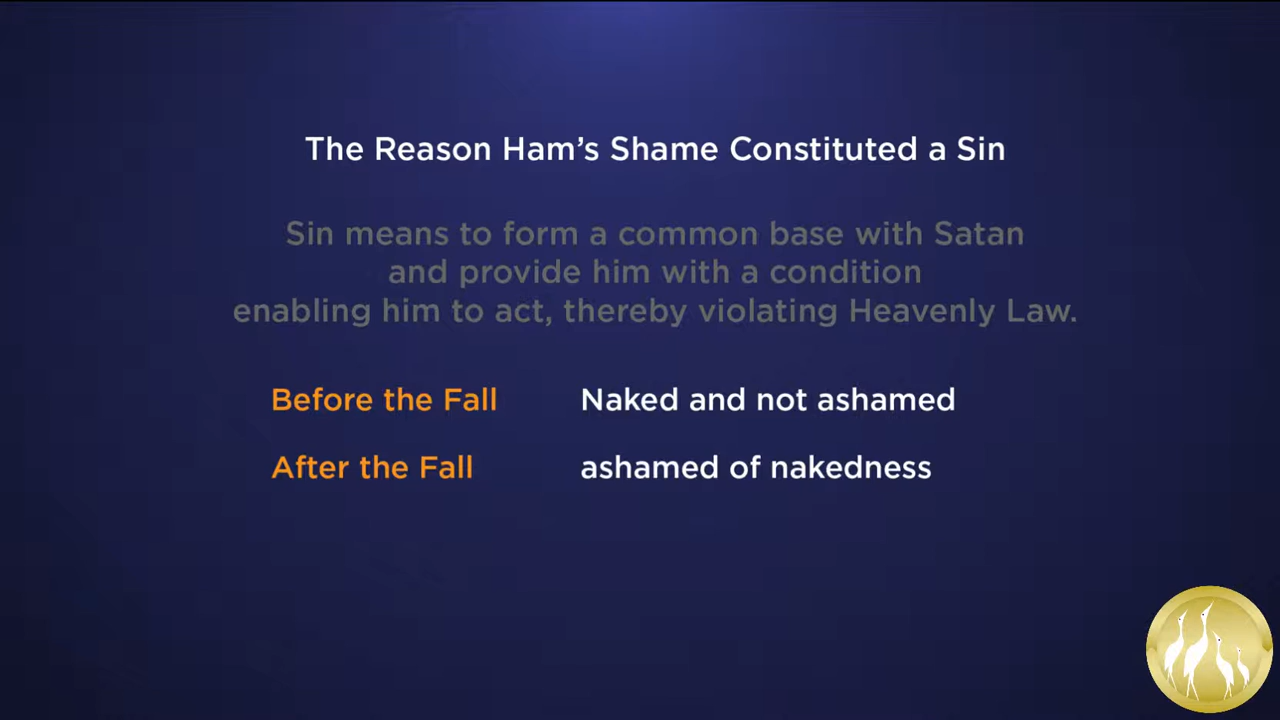 The Reason Ham's Shame Constituted a Sin
Sin means to form a common base with Satan
and provide him with a condition
enabling him to act, thereby violating Heavenly Law.
Before the Fall Naked and not ashamed
After the Fall ashamed of nakedness